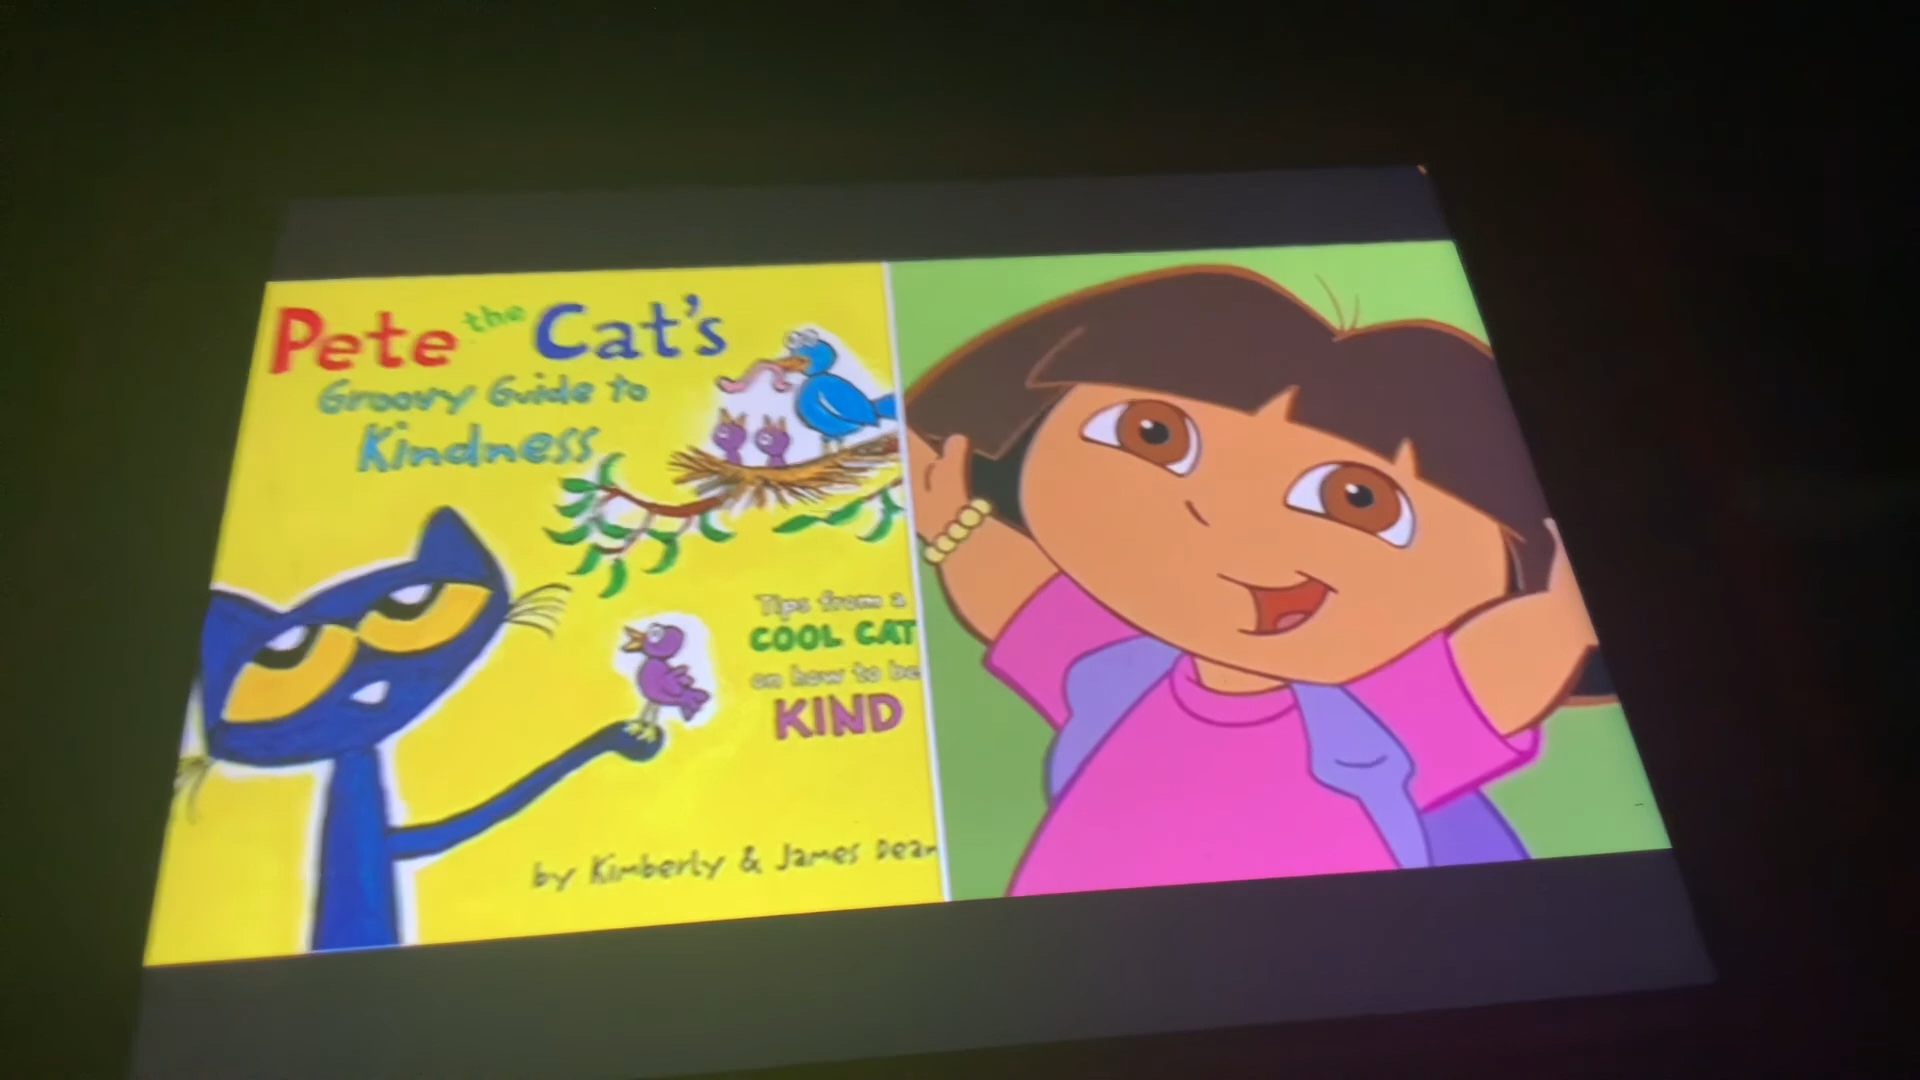 Pete the Cat's
Groovy Guide to
Kindness
Tips from a
COOL CAT
on how to be
KIND
by Kimberly & James Dean